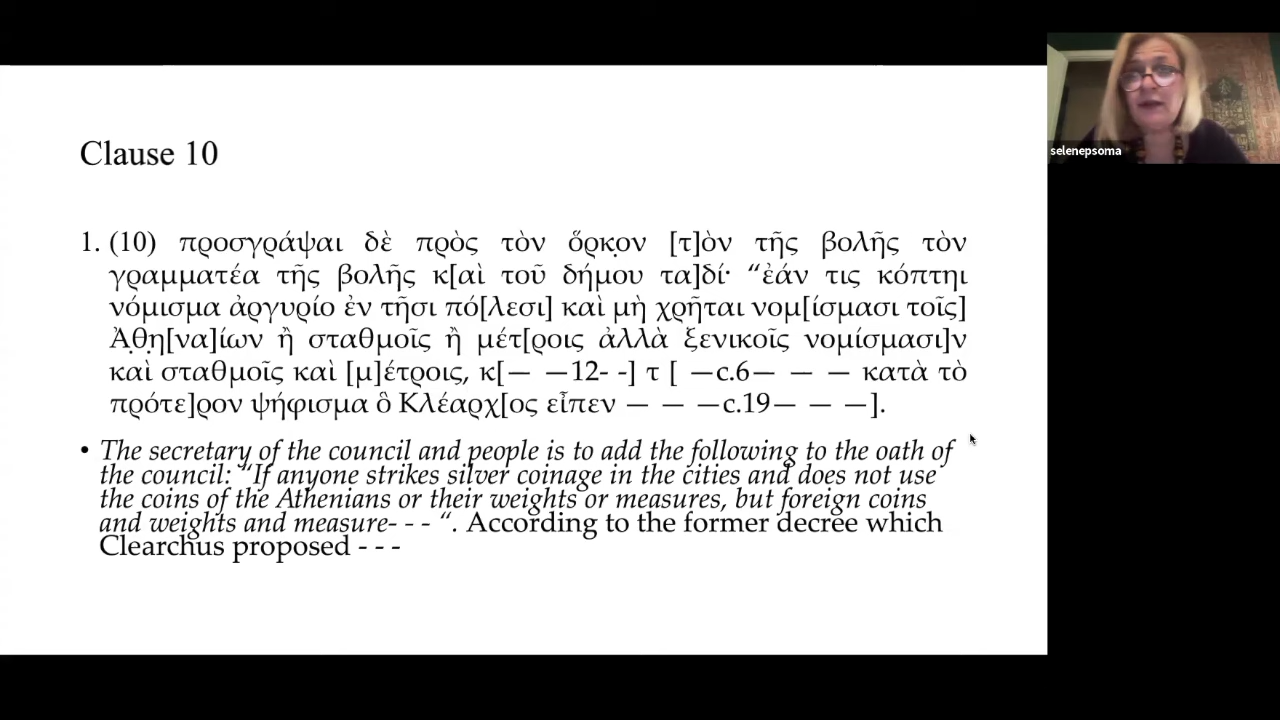 Clause 10
1. (10) προσγράψαι δὲ πρὸς τὸν ὅρκ̣ον [τ]ὸν τῆς βολῆς τὸν
γραμματέα τῆς βολῆς κ[αὶ τοῦ δήμου τα]δί· “ἐάν τις κόπτηι
νόμισμα ἀργυρίο ἐν τῆσι πό[λεσι] καὶ μὴ χρῆται νομ[ίσμασι τοῖς]
Ἀ̣θ̣η[να]ίων ἢ σταθμοῖς ἢ μέτ[ροις ἀλλὰ ξενικοῖς νομίσμασι]ν
καὶ σταθμοῖς καὶ [μ]έτροις, κ[— —12- -] τ [ —c.6— — — κατὰ τὸ
πρότε]ρον ψήφισμα ὃ Κλέαρχ[ος εἶπεν — — —c.19— — —].
• The secretary of the council and people is to add the following to the oath of
the council: “If anyone strikes silver coinage in the cities and does not use
the coins of the Athenians or their weights or measures, but foreign coins
and weights and measure- - - “. According to the former decree which
Clearchus proposed - - -
selenepsoma